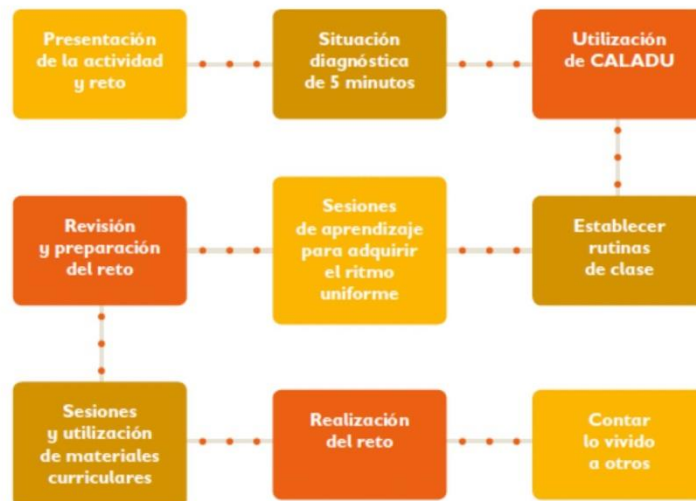 Presentación
de la actividad
y reto
Situación
diagnóstica
de 5 minutos
Utilización
de CALADU
Establecer
rutinas
de clase
Sesiones
de aprendizaje
para adquirir
el ritmo
uniforme
Revisión
y preparación
del reto
Sesiones
y utilización
de materiales
curriculares
Realización
del reto
Contar
lo vivido
a otros